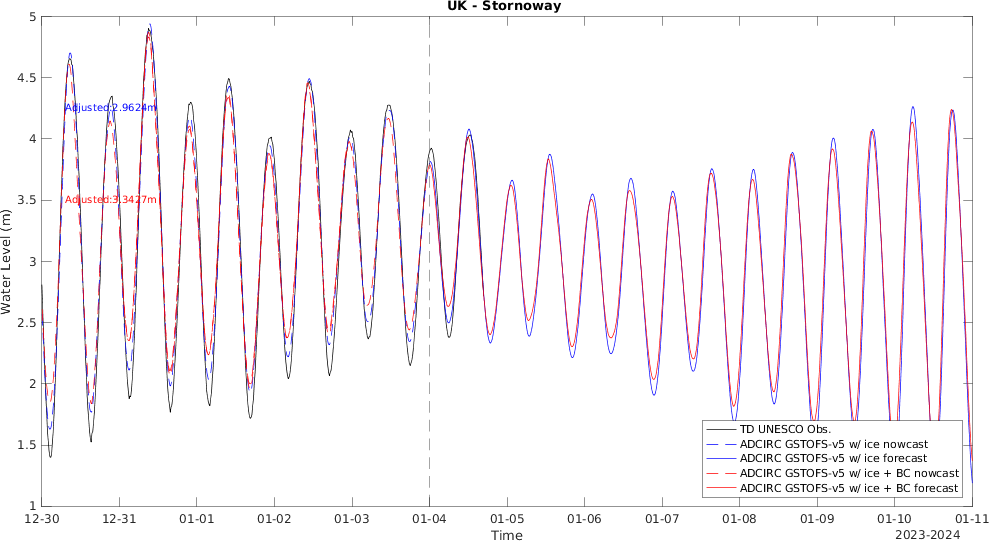 UK - Stornoway
5
4.5
Adjusted:2.9624m
4
3.5
Adjusted:3.3427m
Water Level (m)
3
2.5
2
1.5
1
TD UNESCO Obs.
ADCIRC GSTOFS-v5 w/ ice nowcast
ADCIRC GSTOFS-v5 w/ ice forecast
ADCIRC GSTOFS-v5 w/ ice + BC nowcast
ADCIRC GSTOFS-v5 w/ ice + BC forecast
12-30 12-31 01-01 01-02 01-03 01-04 01-05 01-06 01-07 01-08 01-09 01-10 01-11
Time
2023-2024